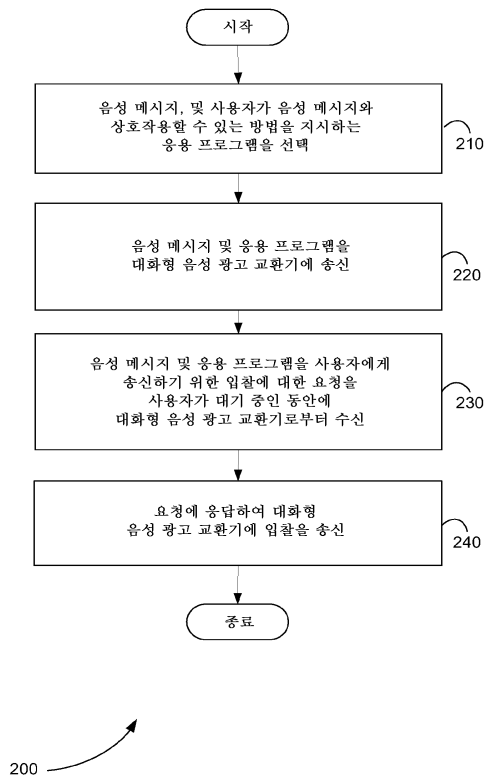 시작
음성 메시지, 및 사용자가 음성 메시지와
상호작용할 수 있는 방법을 지시하는
응용 프로그램을 선택
210
음성 메시지 및 응용 프로그램을
대화형 음성 광고 교환기에 송신
220
음성 메시지 및 응용 프로그램을 사용자에게
송신하기 위한 입찰에 대한 요청을
사용자가 대기 중인 동안에
대화형 음성 광고 교환기로부터 수신
230
요청에 응답하여 대화형
음성 광고 교환기에 입찰을 송신
240
종료
200